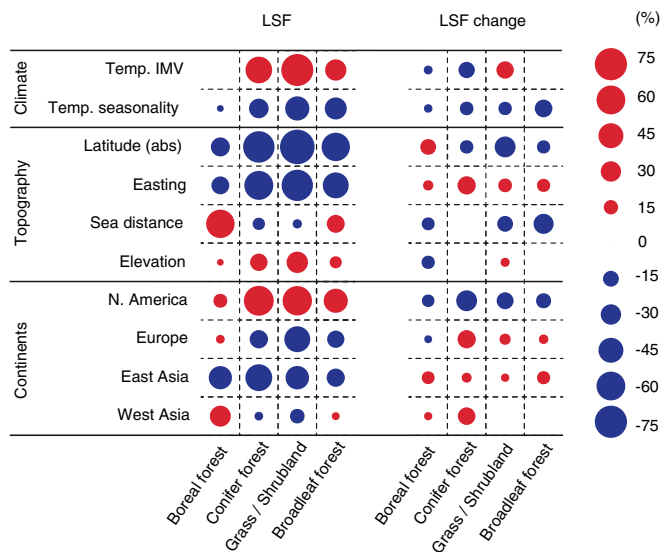 LSF
LSF change
(%)
Climate
Temp. IMV
Temp. seasonality
Topography
Latitude (abs)
Easting
Sea distance
Elevation
Continents
N. America
Europe
East Asia
West Asia
Boreal forest
Conifer forest
Grass / Shrubland
Broadleaf forest
Boreal forest
Conifer forest
Grass / Shrubland
Broadleaf forest
75
60
45
30
15
0
-15
-30
-45
-60
-75